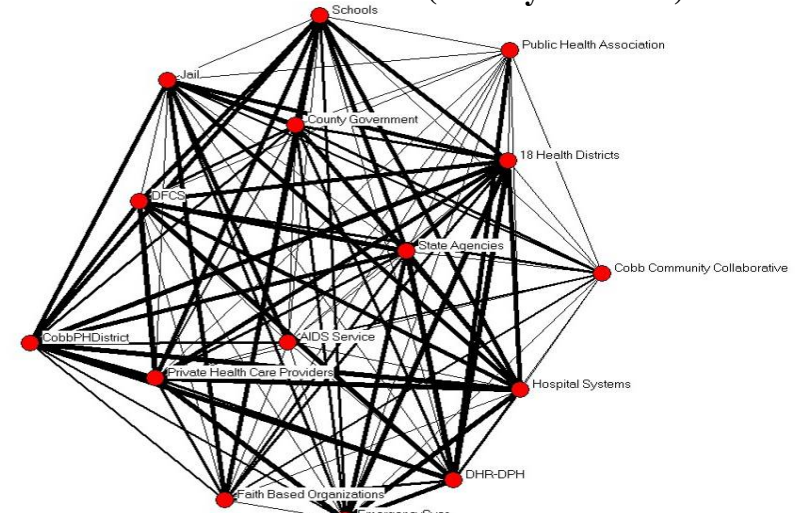 Schools
Public Health Association
Jail
County Government
18 Health Districts
DFCS
State Agencies
Cobb Community Collaborative
CobbPHDistrict
AIDS Service
Private Health Care Providers
Hospital Systems
DHR-DPH
Faith Based Organizations